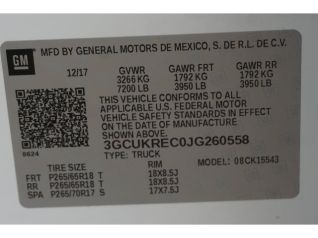 GM
MFD BY GENERAL MOTORS DE MEXICO, S. DE R.L. DE C.V.
12/17 GVWR GAWR FRT GAWR RR
3266 KG 1792 KG 1792 KG
7200 LB 3950 LB 3950 LB
THIS VEHICLE CONFORMS TO ALL
APPLICABLE U.S. FEDERAL MOTOR
VEHICLE SAFETY STANDARDS IN
EFFECT ON THE DATE OF MANUFACTURE
SHOWN ABOVE.
3GCUKREC0JG260558
TYPE: TRUCK MODEL: 08CK15543
8624
TIRE SIZE RIM
FRT P265/65R18 T 18X8.5J
RR P265/65R18 T 18X8.5J
SPA P265/70R17 S 17X7.5J